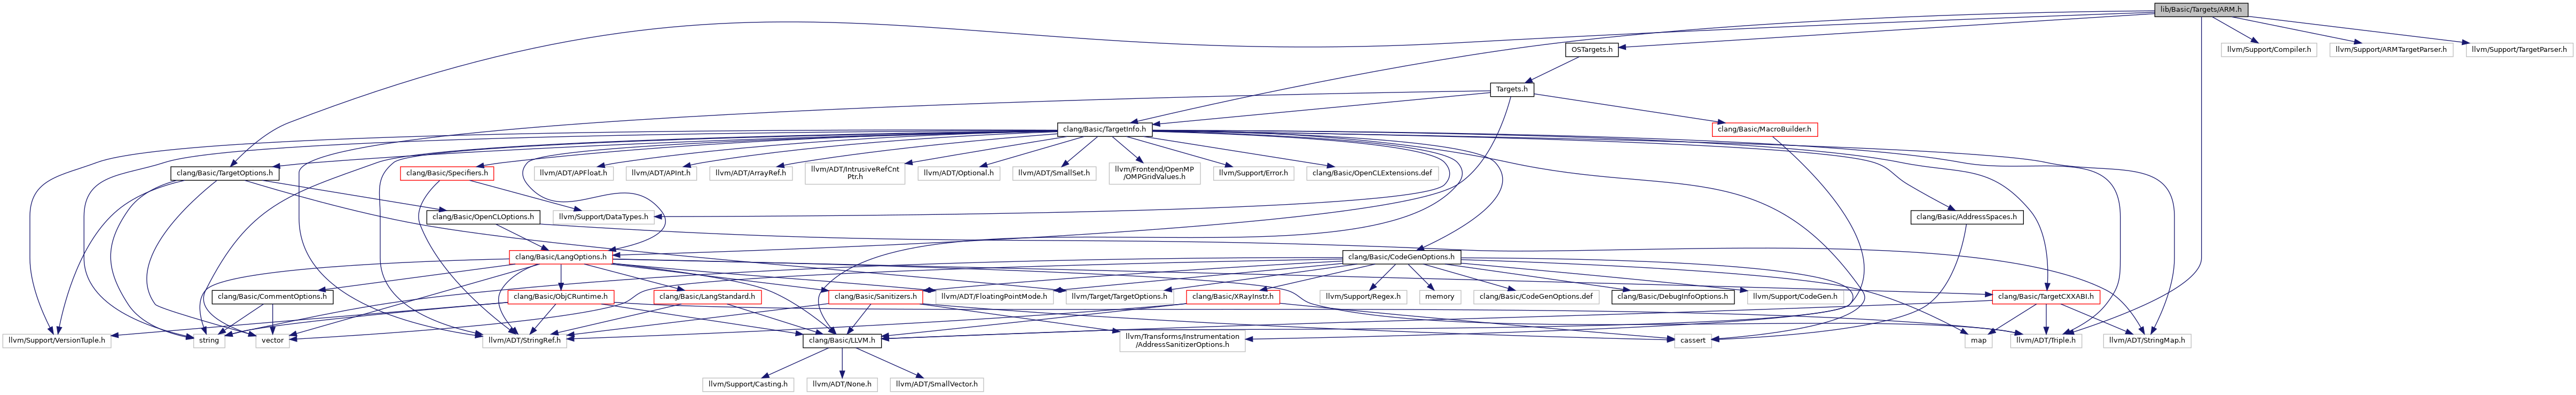 lib/Basic/Targets/ARM.h
OSTargets.h
llvm/Support/Compiler.h
llvm/Support/ARMTargetParser.h
llvm/Support/TargetParser.h
Targets.h
clang/Basic/TargetInfo.h
clang/Basic/MacroBuilder.h
clang/Basic/TargetOptions.h
clang/Basic/Specifiers.h
llvm/ADT/APFloat.h
llvm/ADT/APInt.h
llvm/ADT/ArrayRef.h
llvm/ADT/IntrusiveRefCnt
Ptr.h
llvm/ADT/Optional.h
llvm/ADT/SmallSet.h
llvm/Frontend/OpenMP
/OMPGridValues.h
llvm/Support/Error.h
clang/Basic/OpenCLExtensions.def
clang/Basic/OpenCLOptions.h
llvm/Support/DataTypes.h
clang/Basic/AddressSpaces.h
clang/Basic/LangOptions.h
clang/Basic/CodeGenOptions.h
clang/Basic/CommentOptions.h
clang/Basic/ObjCRuntime.h
clang/Basic/LangStandard.h
clang/Basic/Sanitizers.h
llvm/ADT/FloatingPointMode.h
llvm/Target/TargetOptions.h
clang/Basic/XRayInstr.h
llvm/Support/Regex.h
memory
clang/Basic/CodeGenOptions.def
clang/Basic/DebugInfoOptions.h
llvm/Support/CodeGen.h
clang/Basic/TargetCXXABI.h
llvm/Support/VersionTuple.h
string
vector
llvm/ADT/StringRef.h
clang/Basic/LLVM.h
llvm/Transforms/Instrumentation
/AddressSanitizerOptions.h
cassert
map
llvm/ADT/Triple.h
llvm/ADT/StringMap.h
llvm/Support/Casting.h
llvm/ADT/None.h
llvm/ADT/SmallVector.h